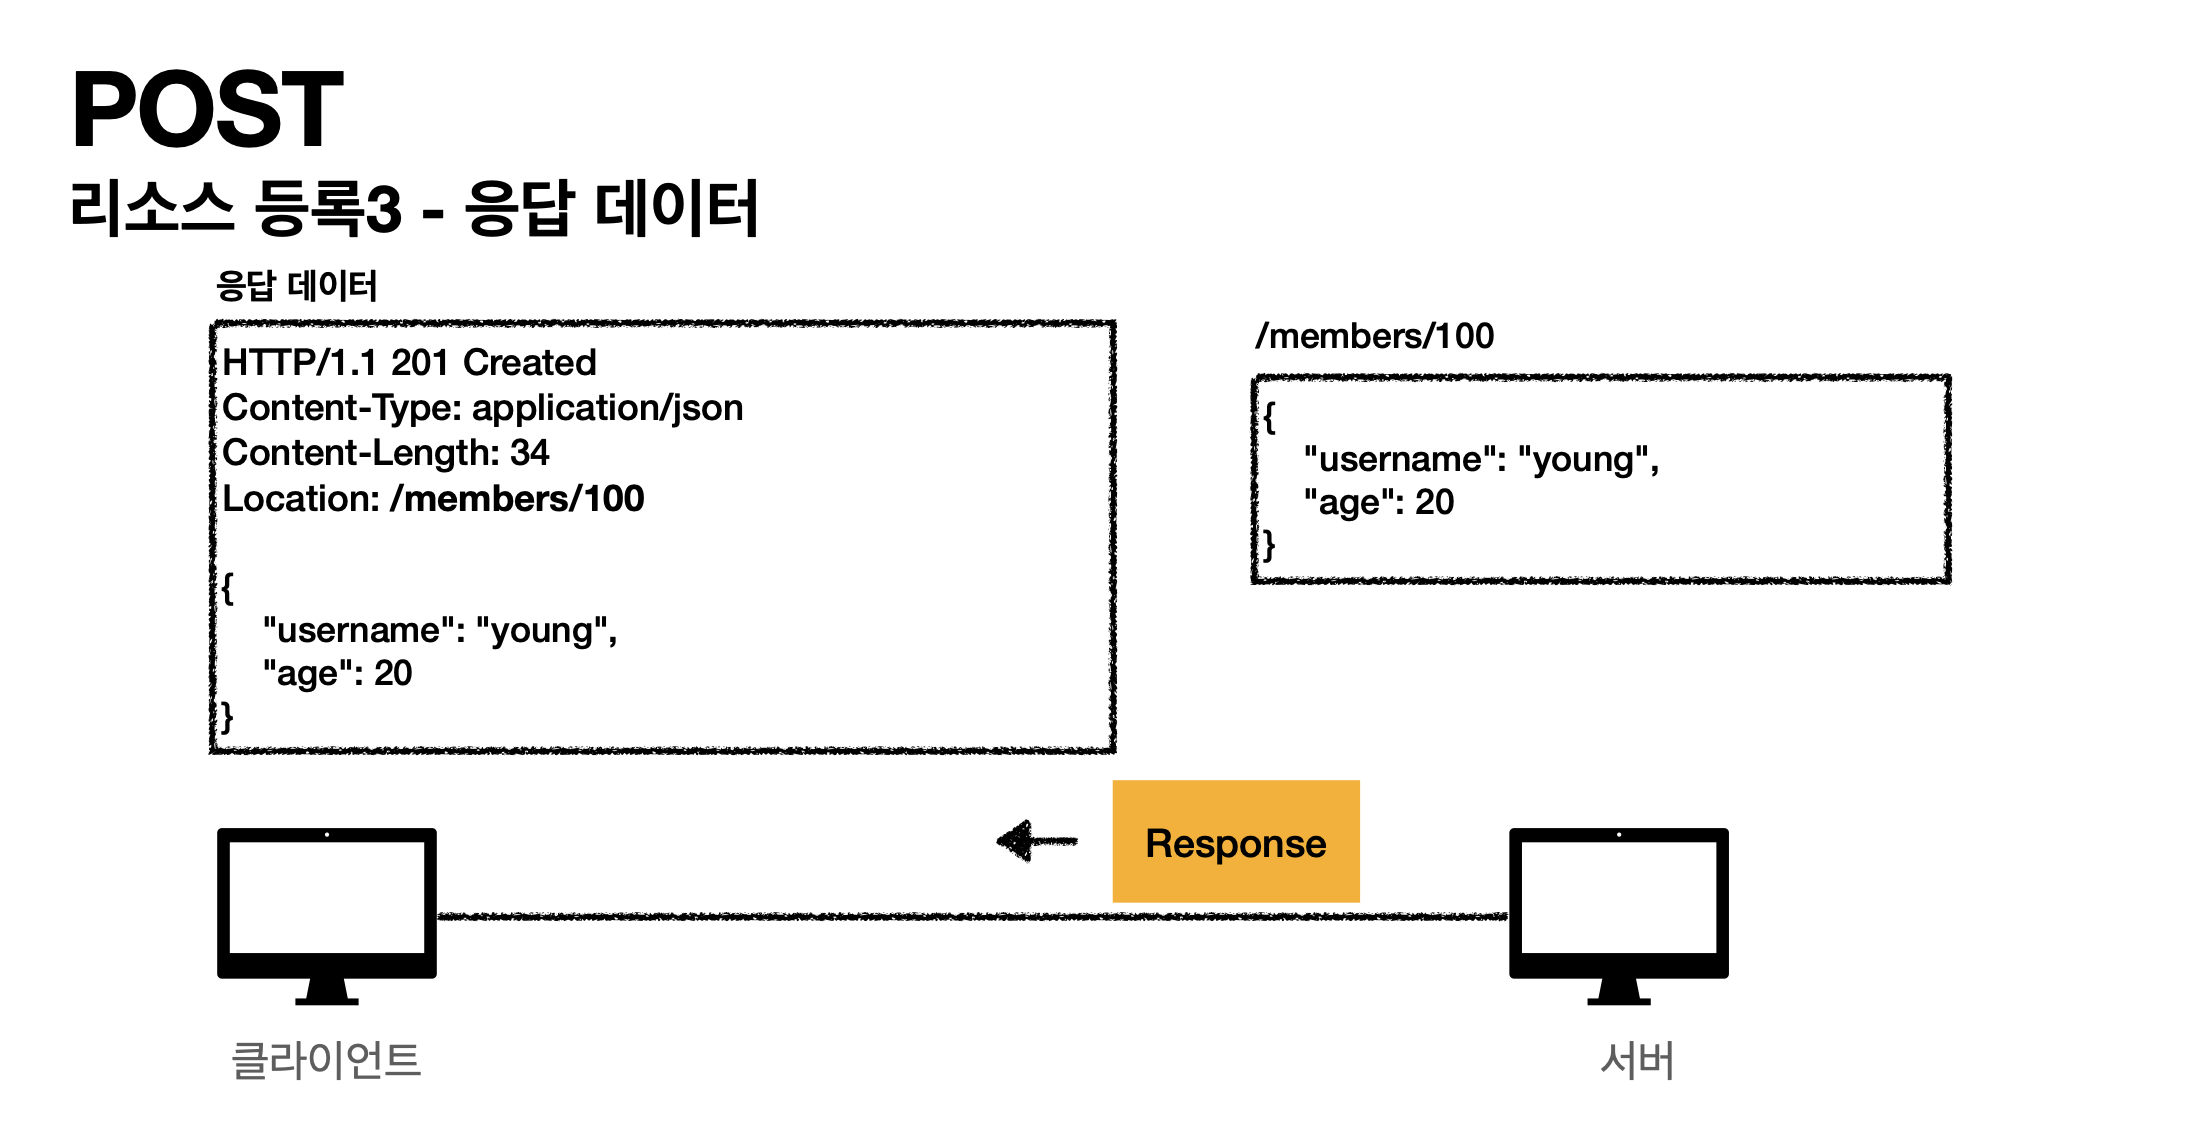 POST
리소스 등록3 - 응답 데이터
응답 데이터
HTTP/1.1 201 Created
Content-Type: application/json
Content-Length: 34
Location: /members/100
{
"username": "young",
"age": 20
}
/members/100
{
"username": "young",
"age": 20
}
Response
클라이언트
서버